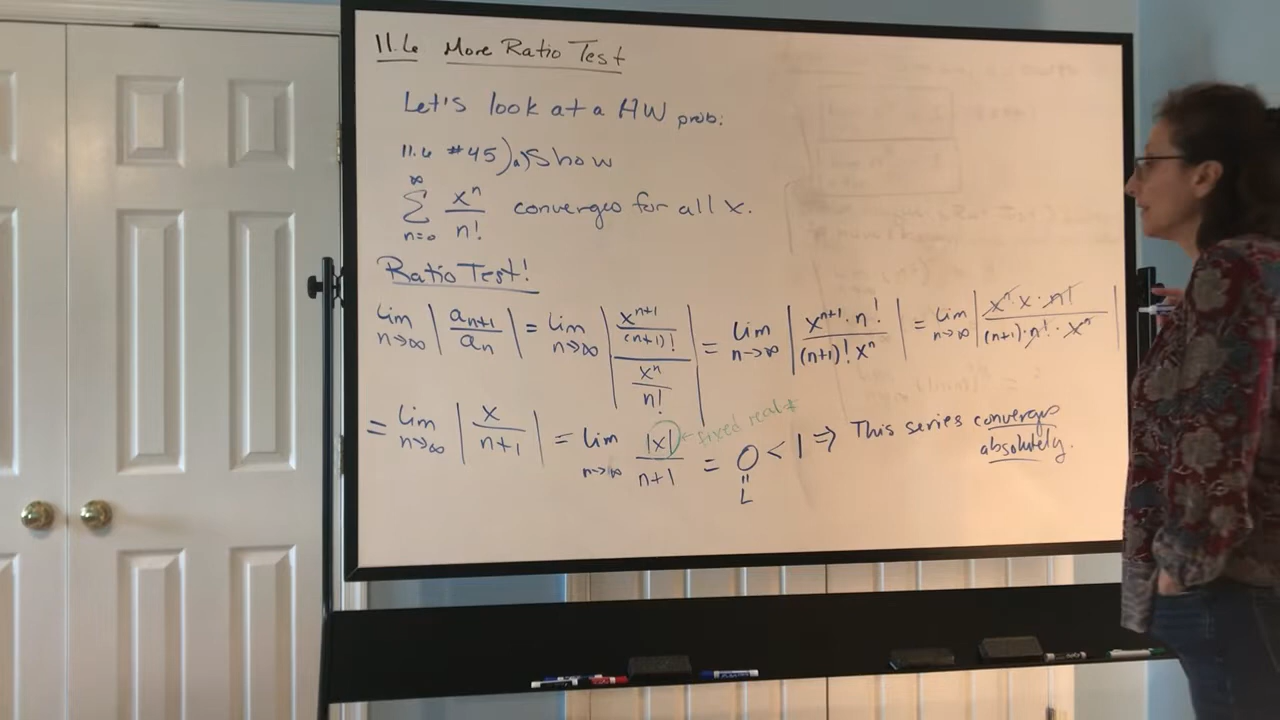 11.6 More Ratio Test
Let's look at a HW prob:
11.6 #45) a) Show
∞ ∑ n=0 xⁿ/n! converges for all x.
Ratio Test!
lim n→∞ |aₙ₊₁/aₙ| = lim n→∞ |(xⁿ⁺¹/(n+1)!)/(xⁿ/n!)| = lim n→∞ |xⁿ⁺¹·n!/(n+1)! xⁿ| = lim n→∞ |xⁿ·x·n!/(n+1)·n!·xⁿ|
= lim n→∞ |x/n+1| = lim n→∞ |x|/n+1 ← fixed real # = 0 < 1 ⇒ This series converges absolutely.
=
L